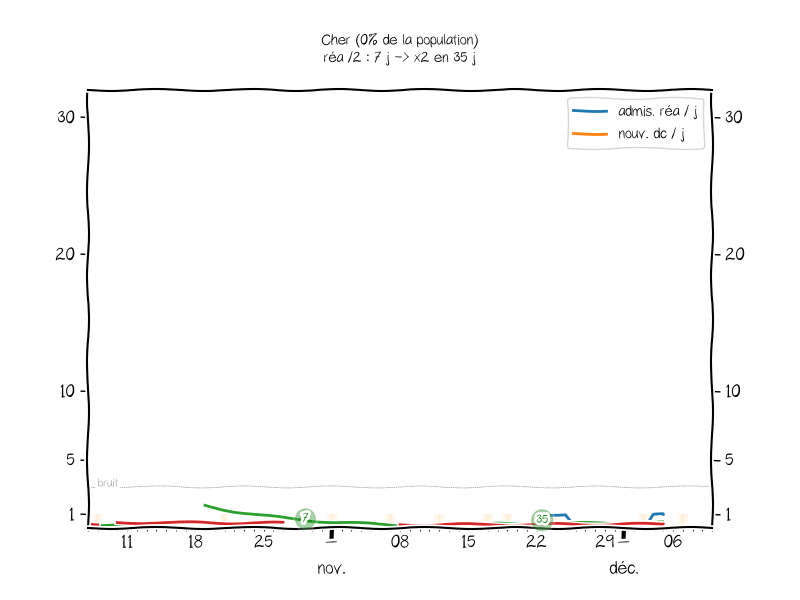 Cher (0% de la population)
réa /2 : 7 j -> x2 en 35 j
admis. réa / j
nouv. dc / j
30
30
20
20
10
10
5
5
bruit
1
1
7
35
11 18 25 08 15 22 29 06
nov. déc.